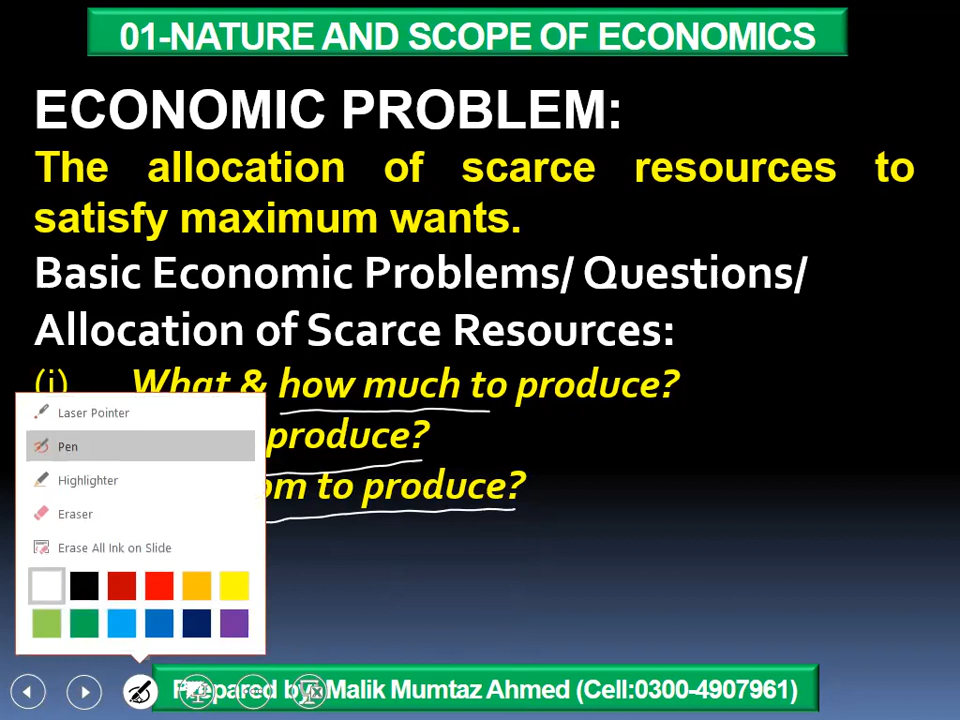 01-NATURE AND SCOPE OF ECONOMICS
ECONOMIC PROBLEM:
The allocation of scarce resources to
satisfy maximum wants.
Basic Economic Problems/ Questions/
Allocation of Scarce Resources:
(i) What & how much to produce?
produce?
om to produce?
Laser Pointer
Pen
Highlighter
Eraser
Erase All Ink on Slide
Prepared by: Malik Mumtaz Ahmed (Cell:0300-4907961)